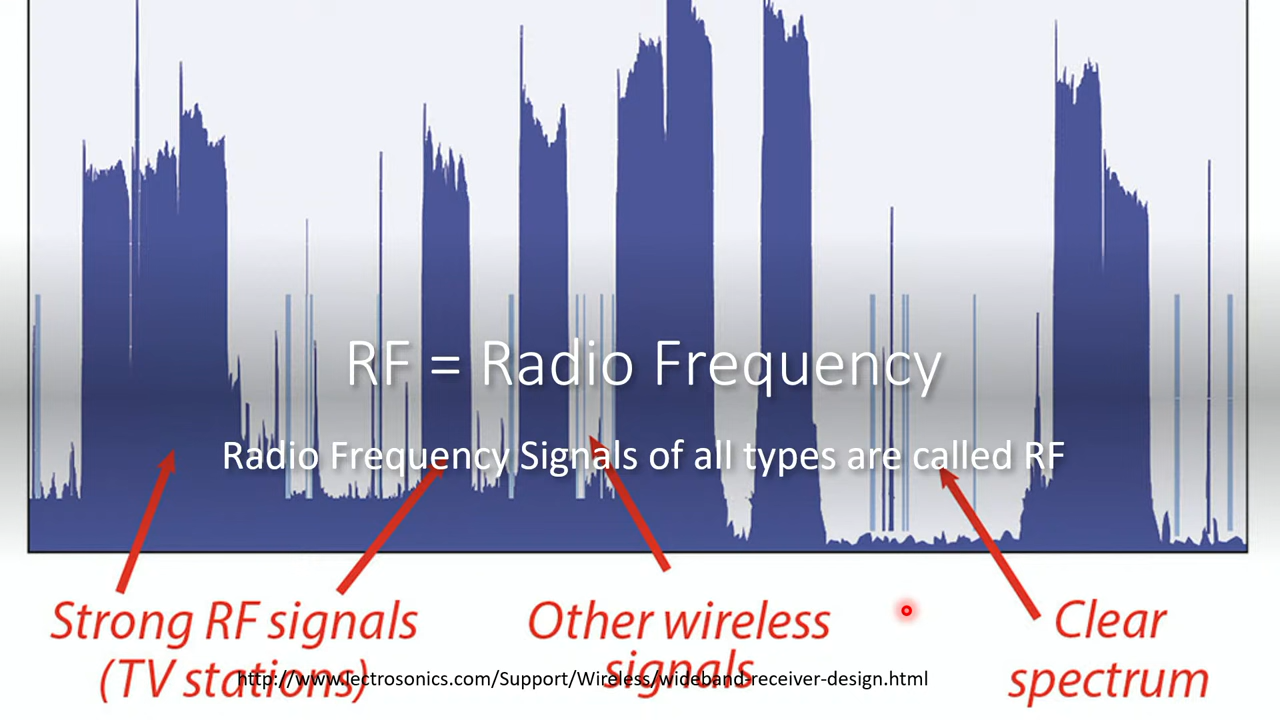 RF = Radio Frequency
Radio Frequency Signals of all types are called RF
Strong RF signals
(TV stations)
Other wireless
signals
Clear
spectrum
http://www.lectrosonics.com/Support/Wireless/wideband-receiver-design.html